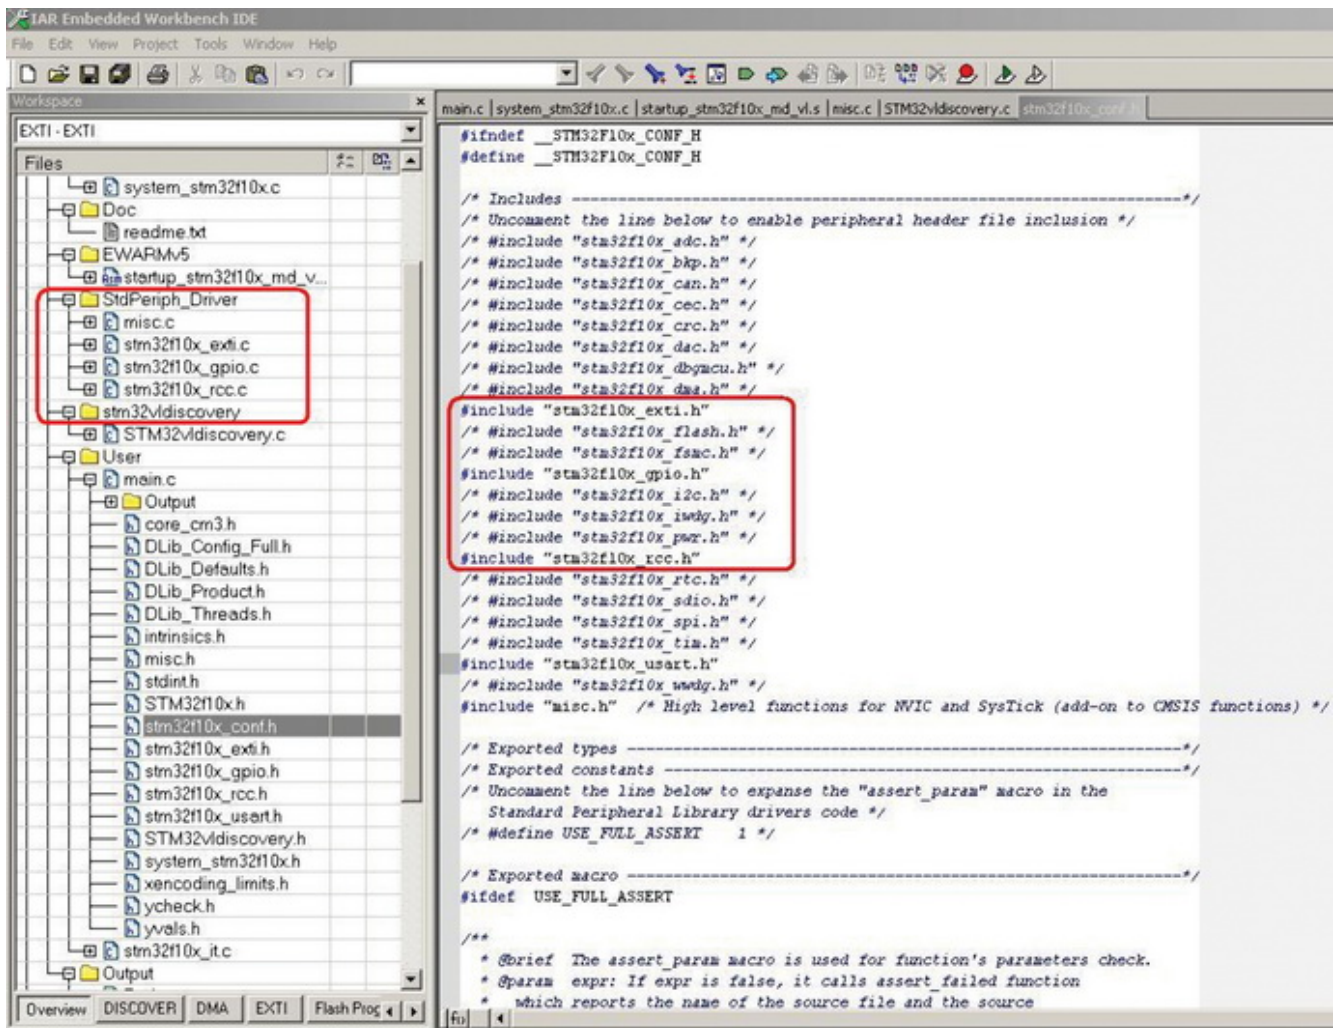 IAR Embedded Workbench IDE
File Edit View Project Tools Window Help
Workspace
EXTI - EXTI
Files
system_stm32f10x.c
Doc
readme.txt
EWARMv5
startup_stm32f10x_md_v...
StdPeriph_Driver
misc.c
stm32f10x_exti.c
stm32f10x_gpio.c
stm32f10x_rcc.c
stm32vldiscovery
STM32vldiscovery.c
User
main.c
Output
core_cm3.h
DLib_Config_Full.h
DLib_Defaults.h
DLib_Product.h
DLib_Threads.h
intrinsics.h
misc.h
stdint.h
STM32f10x.h
stm32f10x_conf.h
stm32f10x_exti.h
stm32f10x_gpio.h
stm32f10x_rcc.h
stm32f10x_usart.h
STM32vldiscovery.h
system_stm32f10x.h
xencoding_limits.h
ycheck.h
yvals.h
stm32f10x_it.c
Output
Overview DISCOVER DMA EXTI Flash Prog
main.c | system_stm32f10x.c | startup_stm32f10x_md_vl.s | misc.c | STM32vldiscovery.c stm32f10x_conf.h
#ifndef __STM32F10x_CONF_H
#define __STM32F10x_CONF_H
/* Includes ------------------------------------------------------------------*/
/* Uncomment the line below to enable peripheral header file inclusion */
/* #include "stm32f10x_adc.h" */
/* #include "stm32f10x_bkp.h" */
/* #include "stm32f10x_can.h" */
/* #include "stm32f10x_cec.h" */
/* #include "stm32f10x_crc.h" */
/* #include "stm32f10x_dac.h" */
/* #include "stm32f10x_dbgmcu.h" */
/* #include "stm32f10x_dma.h" */
#include "stm32f10x_exti.h"
/* #include "stm32f10x_flash.h" */
/* #include "stm32f10x_fsmc.h" */
#include "stm32f10x_gpio.h"
/* #include "stm32f10x_i2c.h" */
/* #include "stm32f10x_iwdg.h" */
/* #include "stm32f10x_pwr.h" */
#include "stm32f10x_rcc.h"
/* #include "stm32f10x_rtc.h" */
/* #include "stm32f10x_sdio.h" */
/* #include "stm32f10x_spi.h" */
/* #include "stm32f10x_tim.h" */
#include "stm32f10x_usart.h"
/* #include "stm32f10x_wwdg.h" */
#include "misc.h" /* High level functions for NVIC and SysTick (add-on to CMSIS functions) */
/* Exported types ------------------------------------------------------------*/
/* Exported constants --------------------------------------------------------*/
/* Uncomment the line below to expanse the "assert_param" macro in the
Standard Peripheral Library drivers code */
/* #define USE_FULL_ASSERT 1 */
/* Exported macro ------------------------------------------------------------*/
#ifdef USE_FULL_ASSERT
/**
* @brief The assert_param macro is used for function's parameters check.
* @param expr: If expr is false, it calls assert_failed function
* which reports the name of the source file and the source